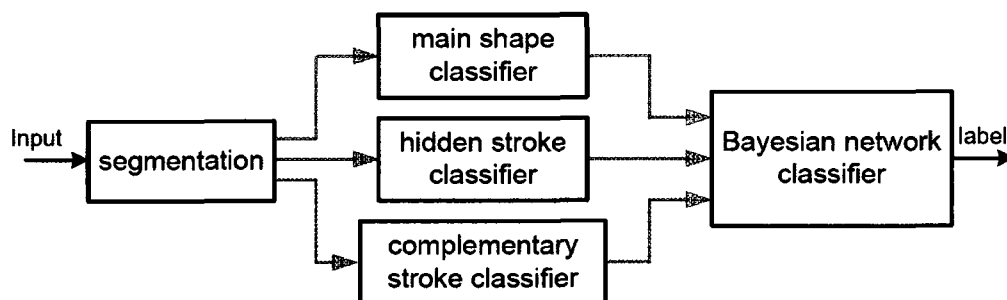 Input
segmentation
main shape
classifier
hidden stroke
classifier
complementary
stroke classifier
Bayesian network
classifier
label